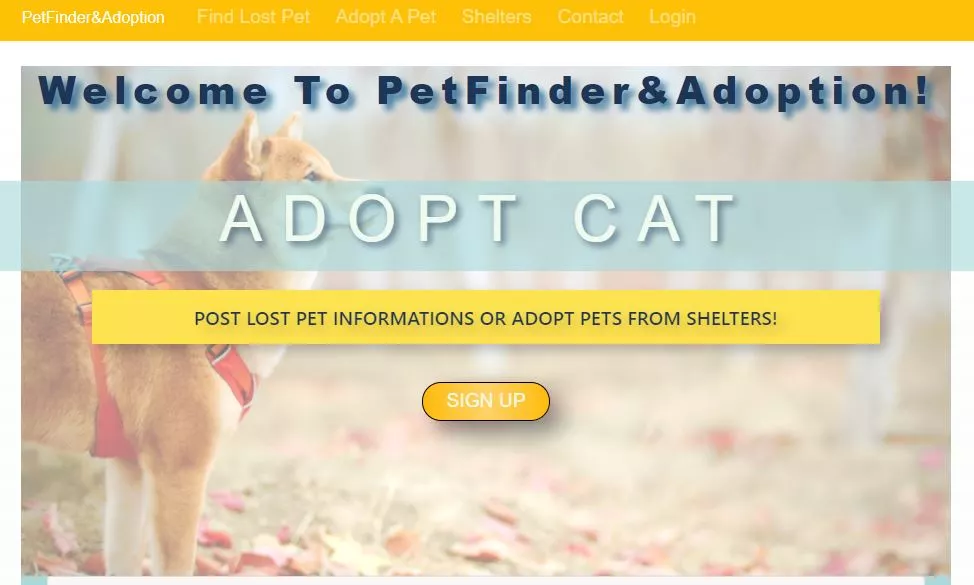 PetFinder&Adoption Find Lost Pet Adopt A Pet Shelters Contact Login
Welcome To PetFinder&Adoption!
ADOPT CAT
POST LOST PET INFORMATIONS OR ADOPT PETS FROM SHELTERS!
SIGN UP